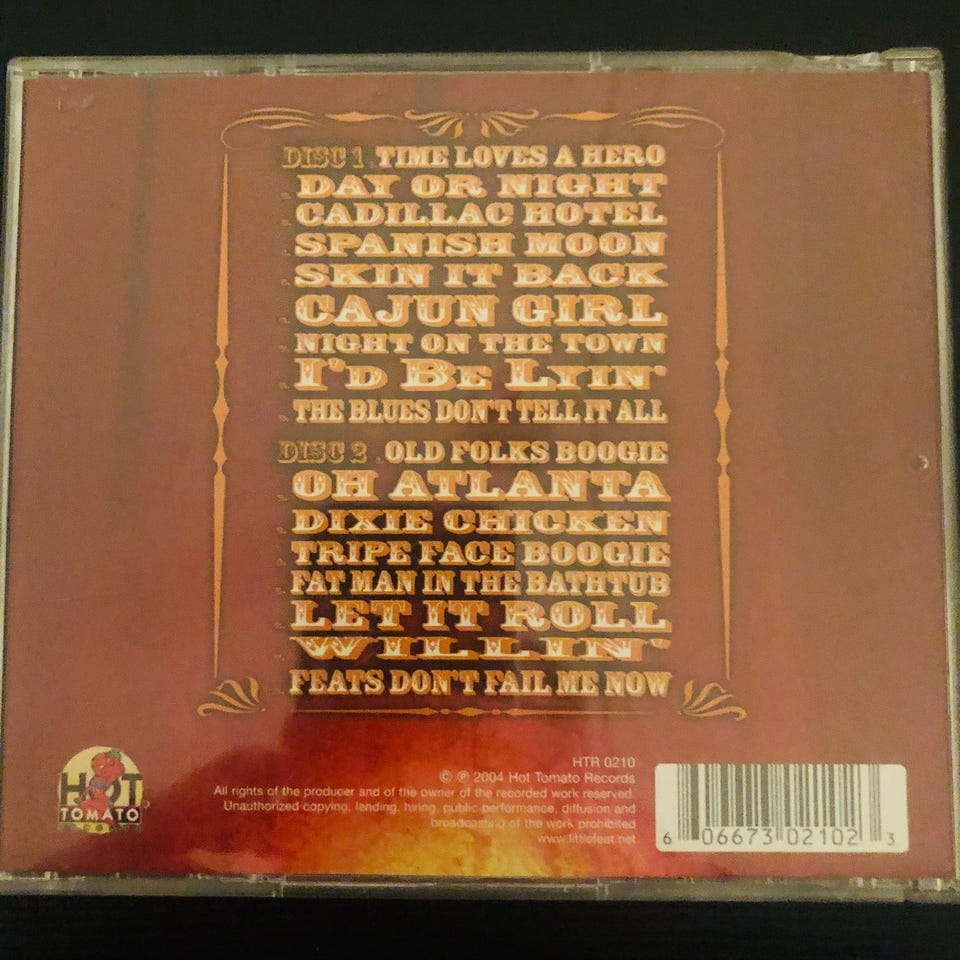 DISC 1 TIME LOVES A HERO
DAY OR NIGHT
CADILLAC HOTEL
SPANISH MOON
SKIN IT BACK
CAJUN GIRL
NIGHT ON THE TOWN
I'D BE LYIN'
THE BLUES DON'T TELL IT ALL
DISC 2 OLD FOLKS BOOGIE
OH ATLANTA
DIXIE CHICKEN
TRIPE FACE BOOGIE
FAT MAN IN THE BATHTUB
LET IT ROLL
WILLIN'
FEATS DON'T FAIL ME NOW
HOT
TOMATO
HTR 0210
© ℗ 2004 Hot Tomato Records
All rights of the producer and of the owner of the recorded work reserved.
Unauthorized copying, lending, hiring, public performance, diffusion and
broadcasting of the work prohibited
www.littlefeat.net
6 06673 02102 3